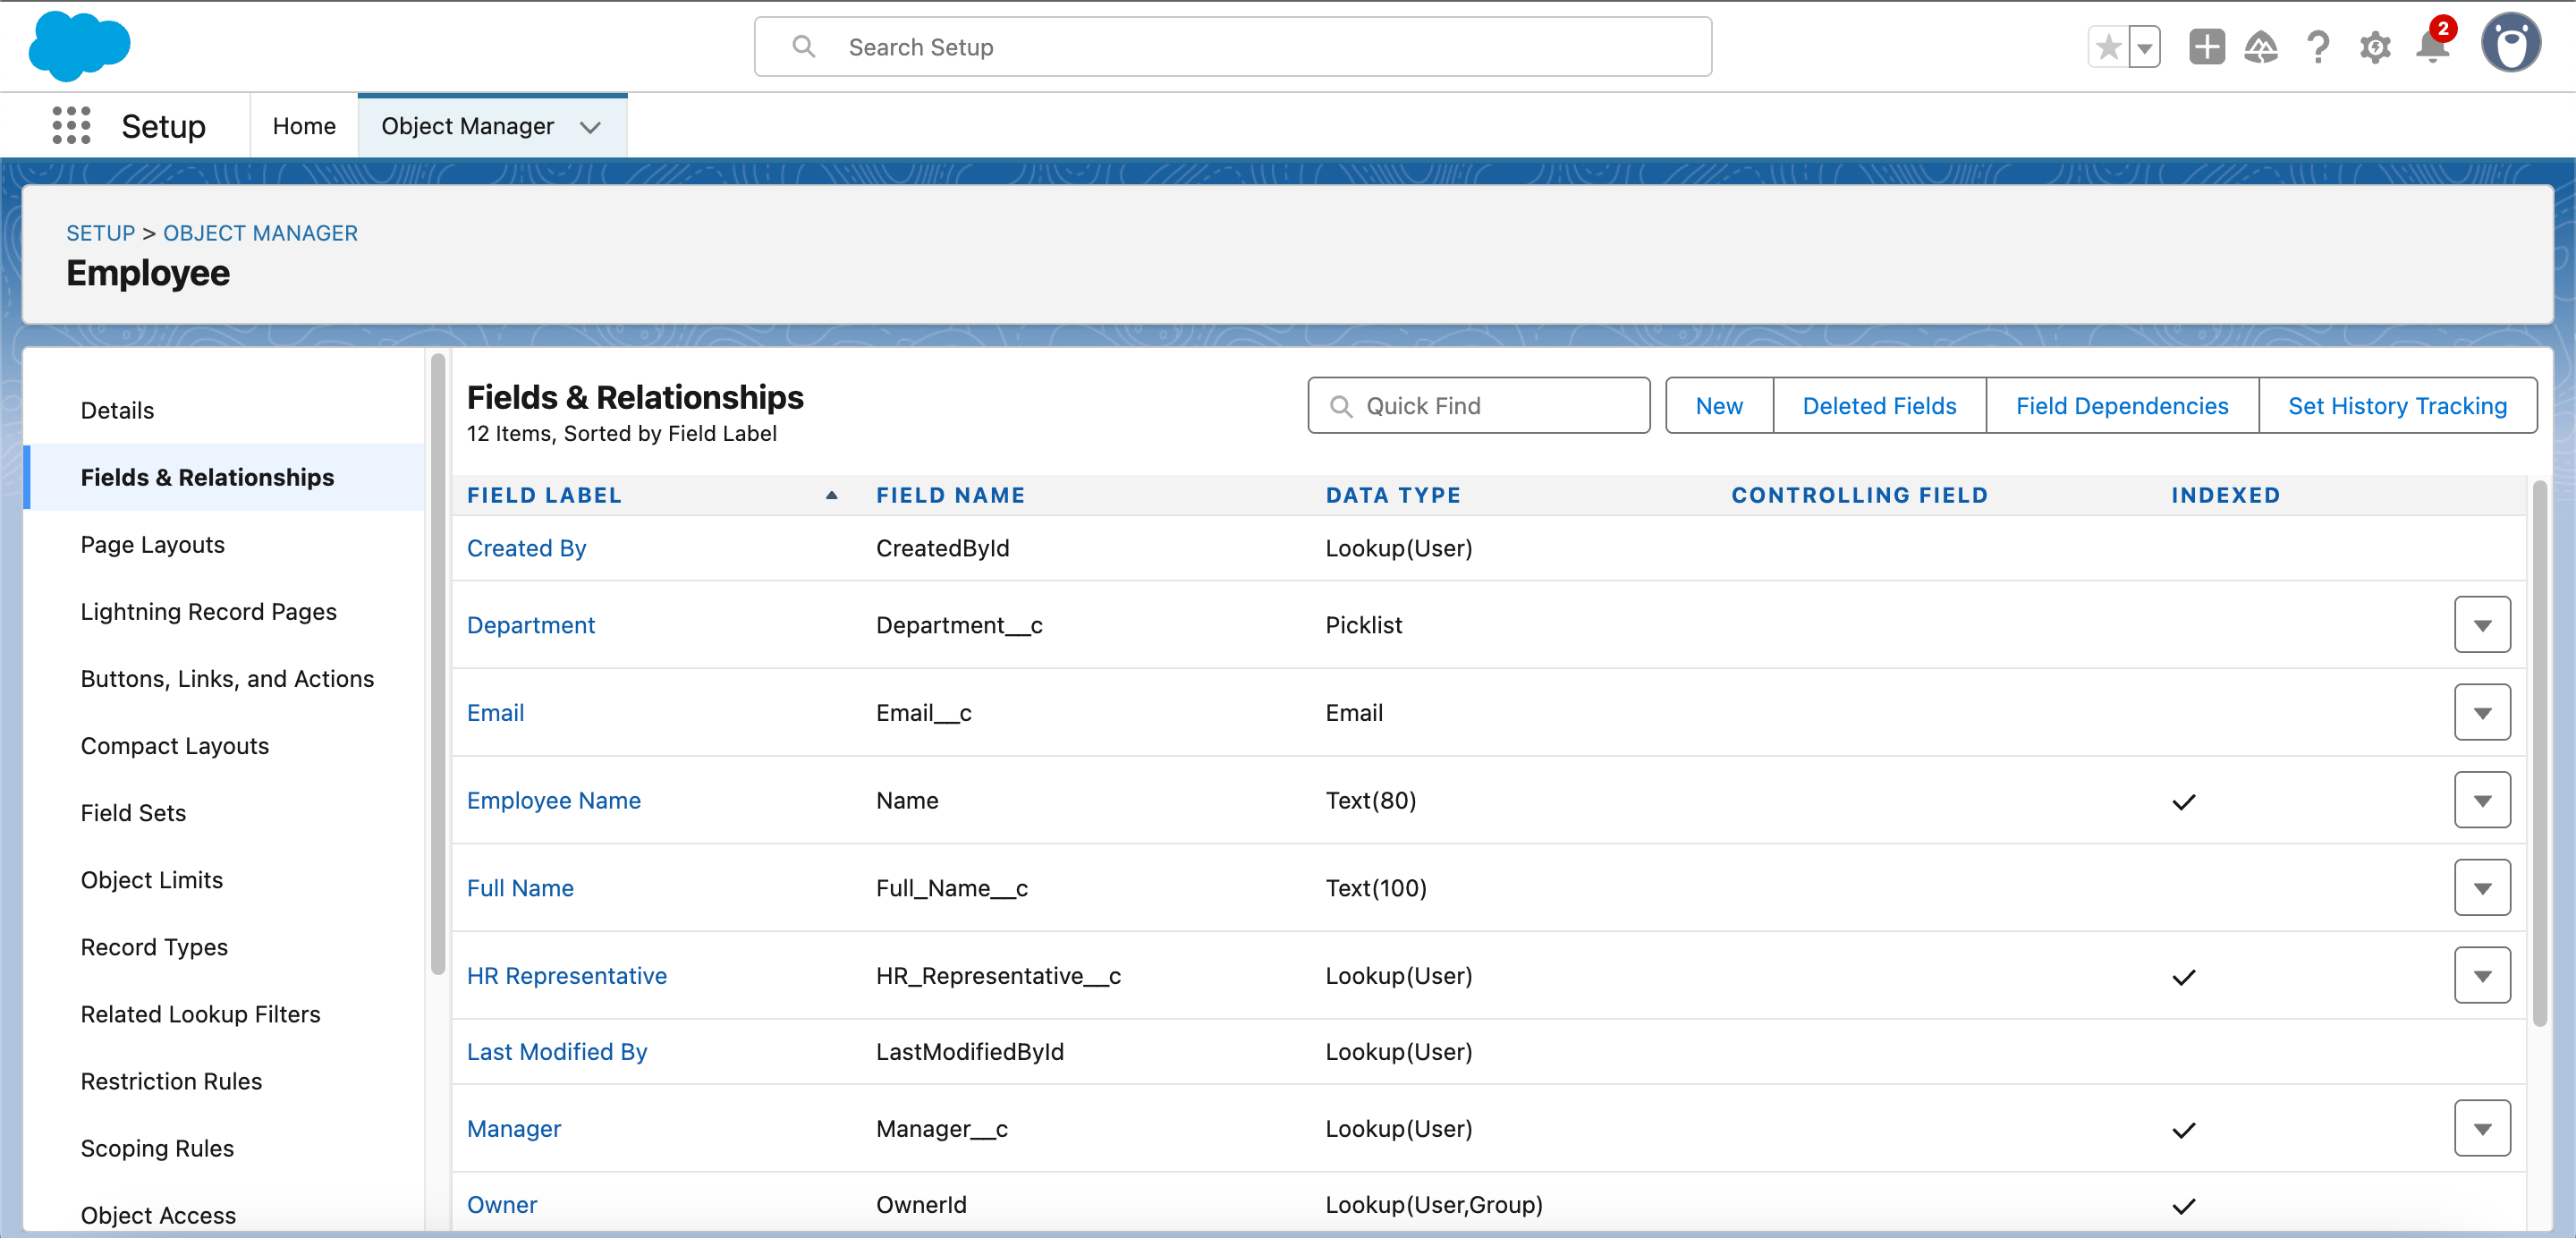 Search Setup
2
Setup Home Object Manager
SETUP > OBJECT MANAGER
Employee
Details
Fields & Relationships
Page Layouts
Lightning Record Pages
Buttons, Links, and Actions
Compact Layouts
Field Sets
Object Limits
Record Types
Related Lookup Filters
Restriction Rules
Scoping Rules
Object Access
Fields & Relationships
12 Items, Sorted by Field Label
Quick Find New Deleted Fields Field Dependencies Set History Tracking
FIELD LABEL FIELD NAME DATA TYPE CONTROLLING FIELD INDEXED
Created By CreatedById Lookup(User)
Department Department__c Picklist
Email Email__c Email
Employee Name Name Text(80)
Full Name Full_Name__c Text(100)
HR Representative HR_Representative__c Lookup(User)
Last Modified By LastModifiedById Lookup(User)
Manager Manager__c Lookup(User)
Owner OwnerId Lookup(User,Group)